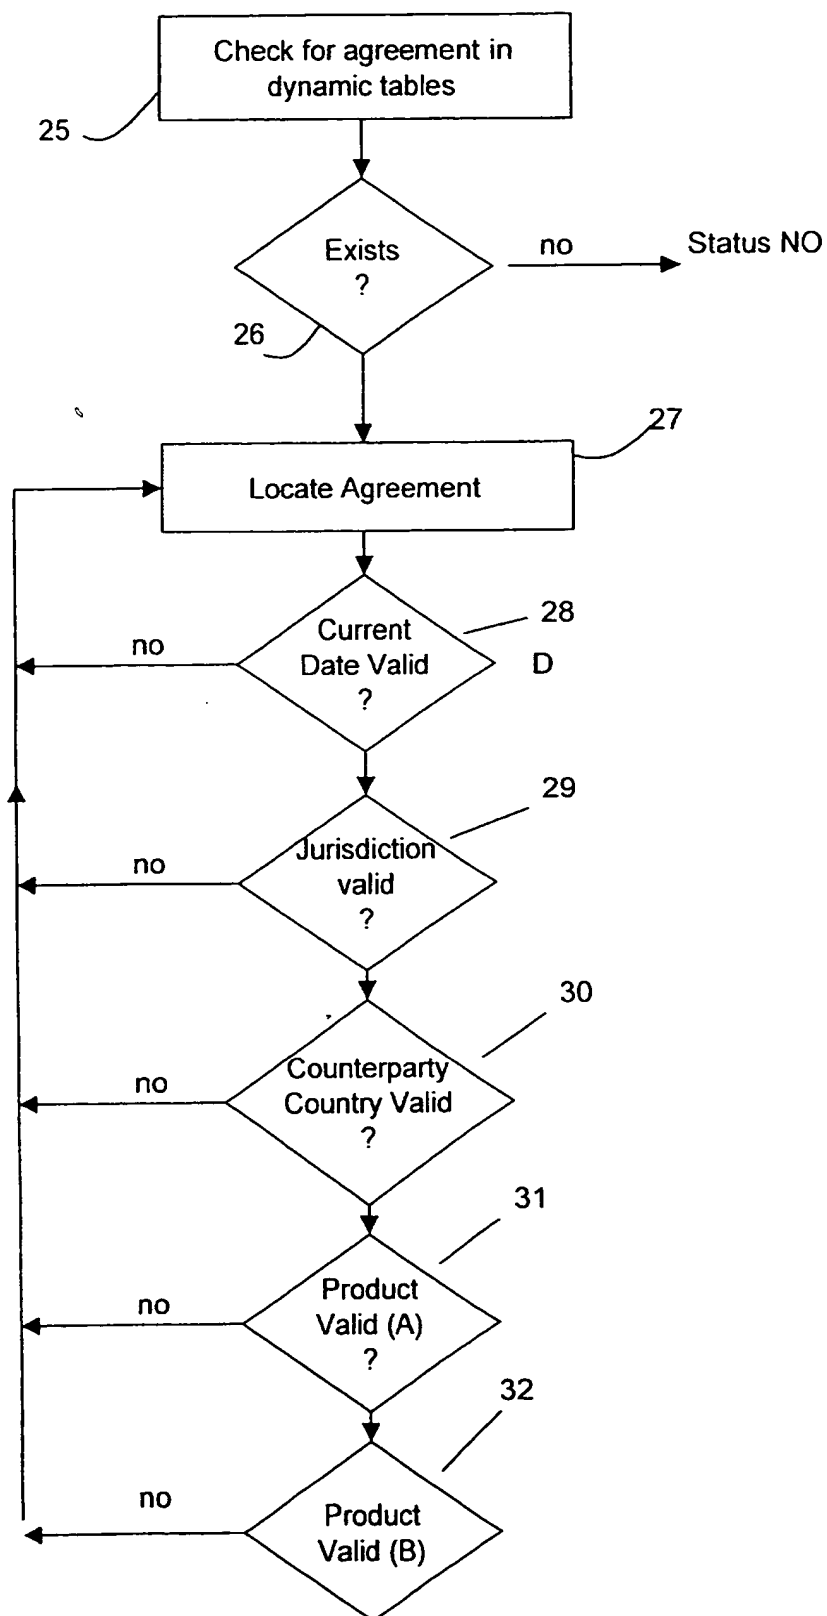 Check for agreement in
dynamic tables
25
Exists
?
no
Status NO
26
27
Locate Agreement
28
Current
Date Valid
?
no
D
29
Jurisdiction
valid
?
no
30
Counterparty
Country Valid
?
no
31
Product
Valid (A)
?
no
32
Product
Valid (B)
no